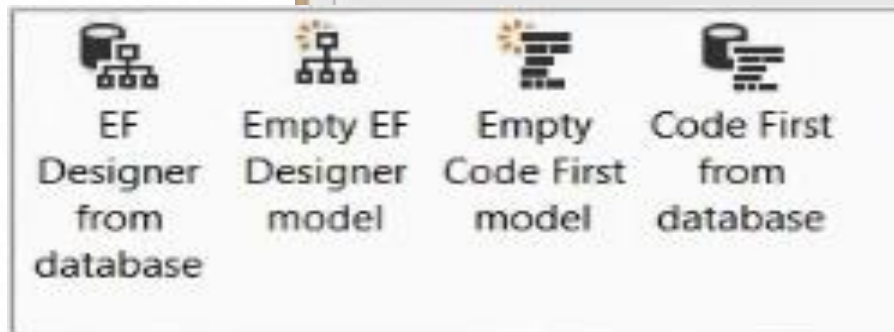 EF
Designer
from
database
Empty EF
Designer
model
Empty
Code First
model
Code First
from
database